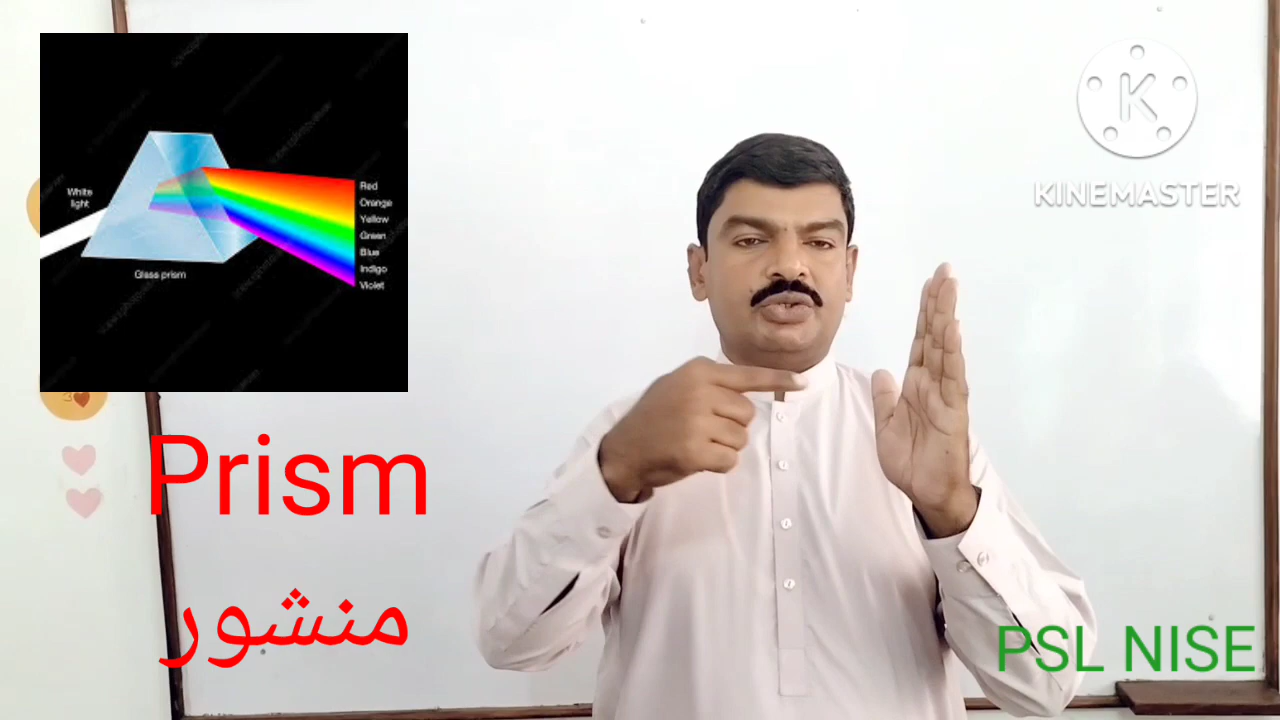 White
light
Glass prism
Red
Orange
Yellow
Green
Blue
Indigo
Violet
Prism
منشور
K
KINEMASTER
PSL NISE